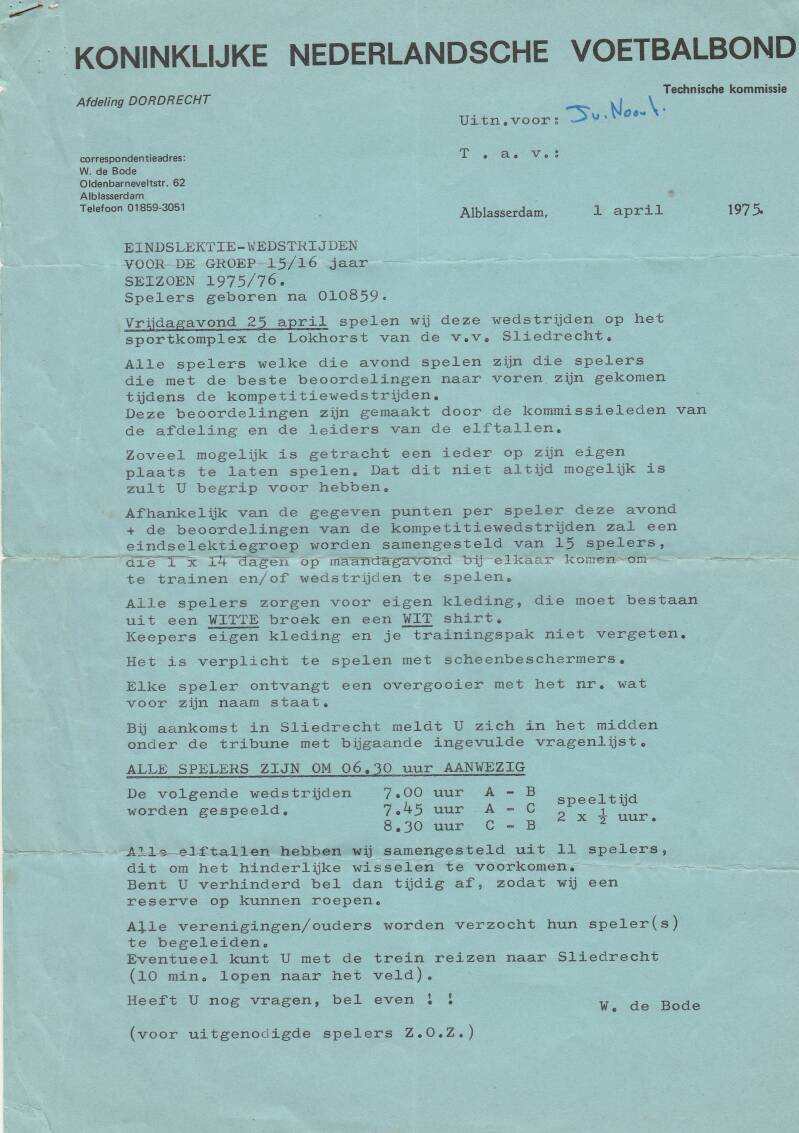 KONINKLIJKE NEDERLANDSCHE VOETBALBOND
Afdeling DORDRECHT
Technische kommissie
Uitn.voor: J v. Noort.
T . a. v.:
correspondentieadres:
W. de Bode
Oldenbarneveltstr. 62
Alblasserdam
Telefoon 01859-3051
Alblasserdam, 1 april 1975.
EINDSLEKTIE-WEDSTRIJDEN
VOOR DE GROEP 15/16 jaar
SEIZOEN 1975/76.
Spelers geboren na 010859.
Vrijdagavond 25 april spelen wij deze wedstrijden op het
sportkomplex de Lokhorst van de v.v. Sliedrecht.
Alle spelers welke die avond spelen zijn die spelers
die met de beste beoordelingen naar voren zijn gekomen
tijdens de kompetitiewedstrijden.
Deze beoordelingen zijn gemaakt door de kommissieleden van
de afdeling en de leiders van de elftallen.
Zoveel mogelijk is getracht een ieder op zijn eigen
plaats te laten spelen. Dat dit niet altijd mogelijk is
zult U begrip voor hebben.
Afhankelijk van de gegeven punten per speler deze avond
+ de beoordelingen van de kompetitiewedstrijden zal een
eindselektiegroep worden samengesteld van 15 spelers,
die 1 x 14 dagen op maandagavond bij elkaar komen om
te trainen en/of wedstrijden te spelen.
Alle spelers zorgen voor eigen kleding, die moet bestaan
uit een WITTE broek en een WIT shirt.
Keepers eigen kleding en je trainingspak niet vergeten.
Het is verplicht te spelen met scheenbeschermers.
Elke speler ontvangt een overgooier met het nr. wat
voor zijn naam staat.
Bij aankomst in Sliedrecht meldt U zich in het midden
onder de tribune met bijgaande ingevulde vragenlijst.
ALLE SPELERS ZIJN OM 06.30 uur AANWEZIG
De volgende wedstrijden 7.00 uur A - B speeltijd
worden gespeeld. 7.45 uur A - C 2 x ½ uur.
8.30 uur C - B
Alle elftallen hebben wij samengesteld uit 11 spelers,
dit om het hinderlijke wisselen te voorkomen.
Bent U verhinderd bel dan tijdig af, zodat wij een
reserve op kunnen roepen.
Alle verenigingen/ouders worden verzocht hun speler(s)
te begeleiden.
Eventueel kunt U met de trein reizen naar Sliedrecht
(10 min. lopen naar het veld).
Heeft U nog vragen, bel even ! !
W. de Bode
(voor uitgenodigde spelers Z.O.Z.)